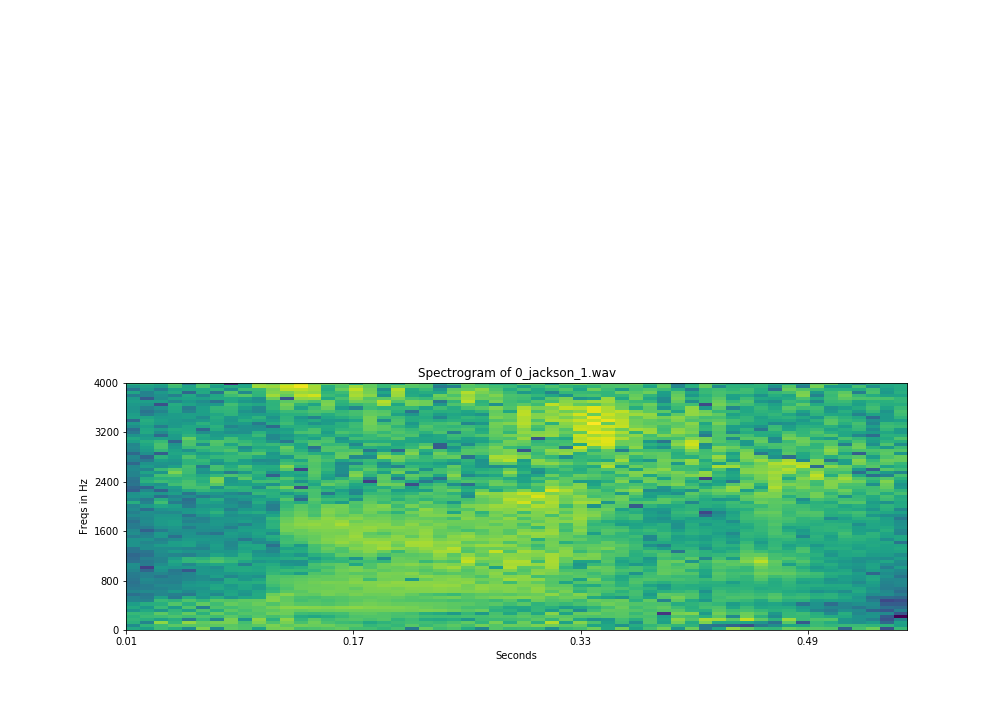 Spectrogram of 0_jackson_1.wav
4000
3200
2400
1600
800
0
Freqs in Hz
0.01 0.17 0.33 0.49
Seconds